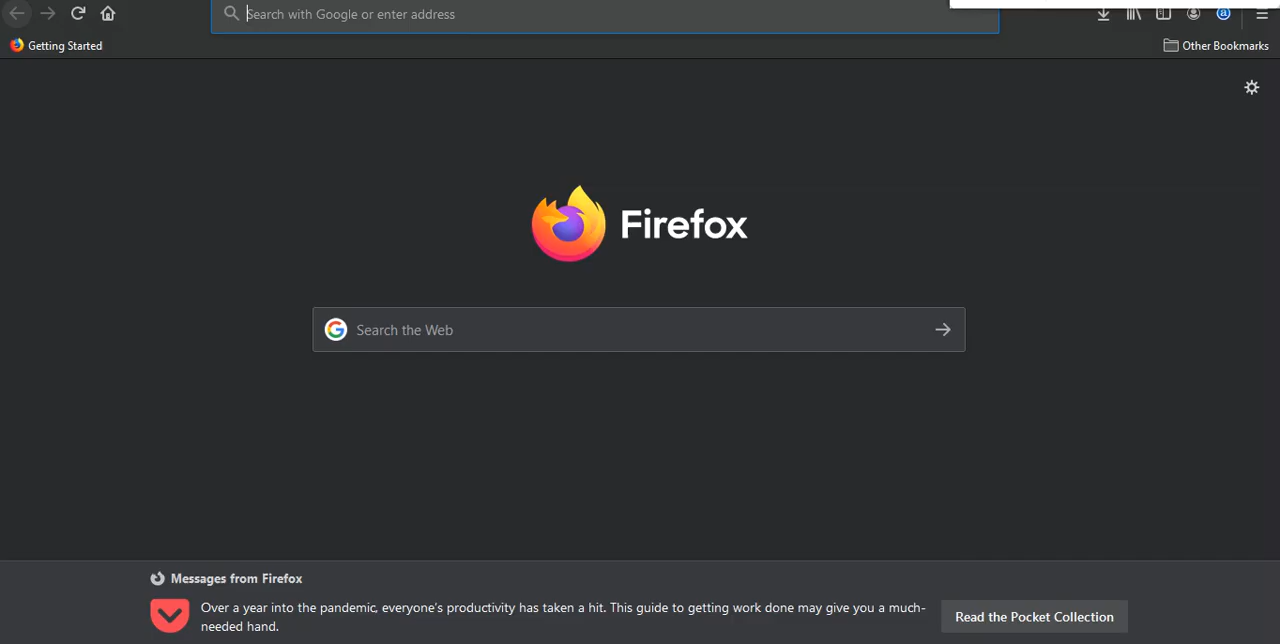 Search with Google or enter address
Getting Started
Other Bookmarks
Firefox
Search the Web
Messages from Firefox
Over a year into the pandemic, everyone's productivity has taken a hit. This guide to getting work done may give you a much-
needed hand.
Read the Pocket Collection